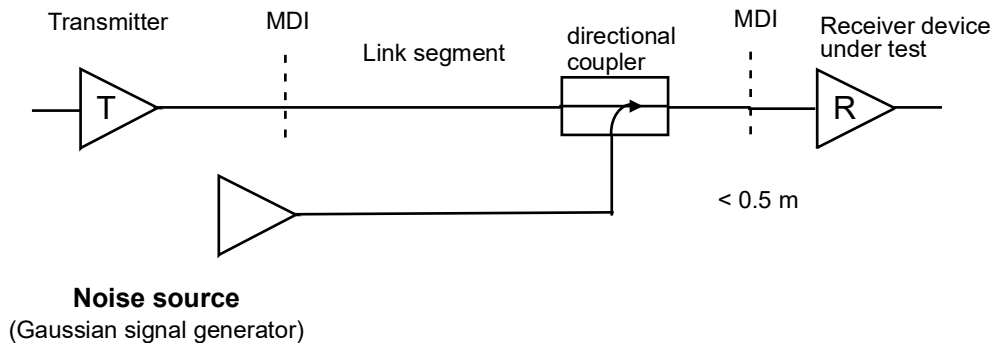 Transmitter
MDI
Link segment
directional
coupler
MDI
Receiver device
under test
T
R
< 0.5 m
Noise source
(Gaussian signal generator)